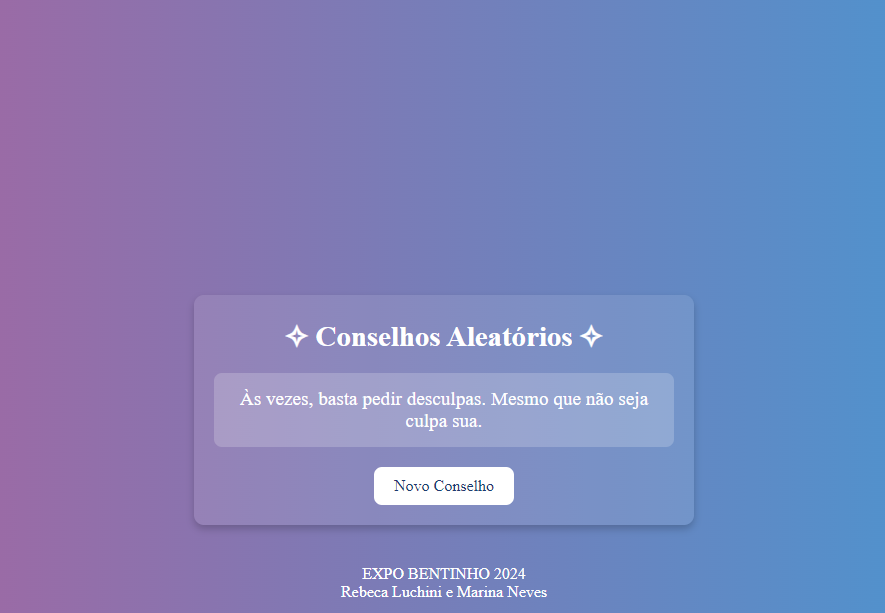 ✧ Conselhos Aleatórios ✧
Às vezes, basta pedir desculpas. Mesmo que não seja
culpa sua.
Novo Conselho
EXPO BENTINHO 2024
Rebeca Luchini e Marina Neves